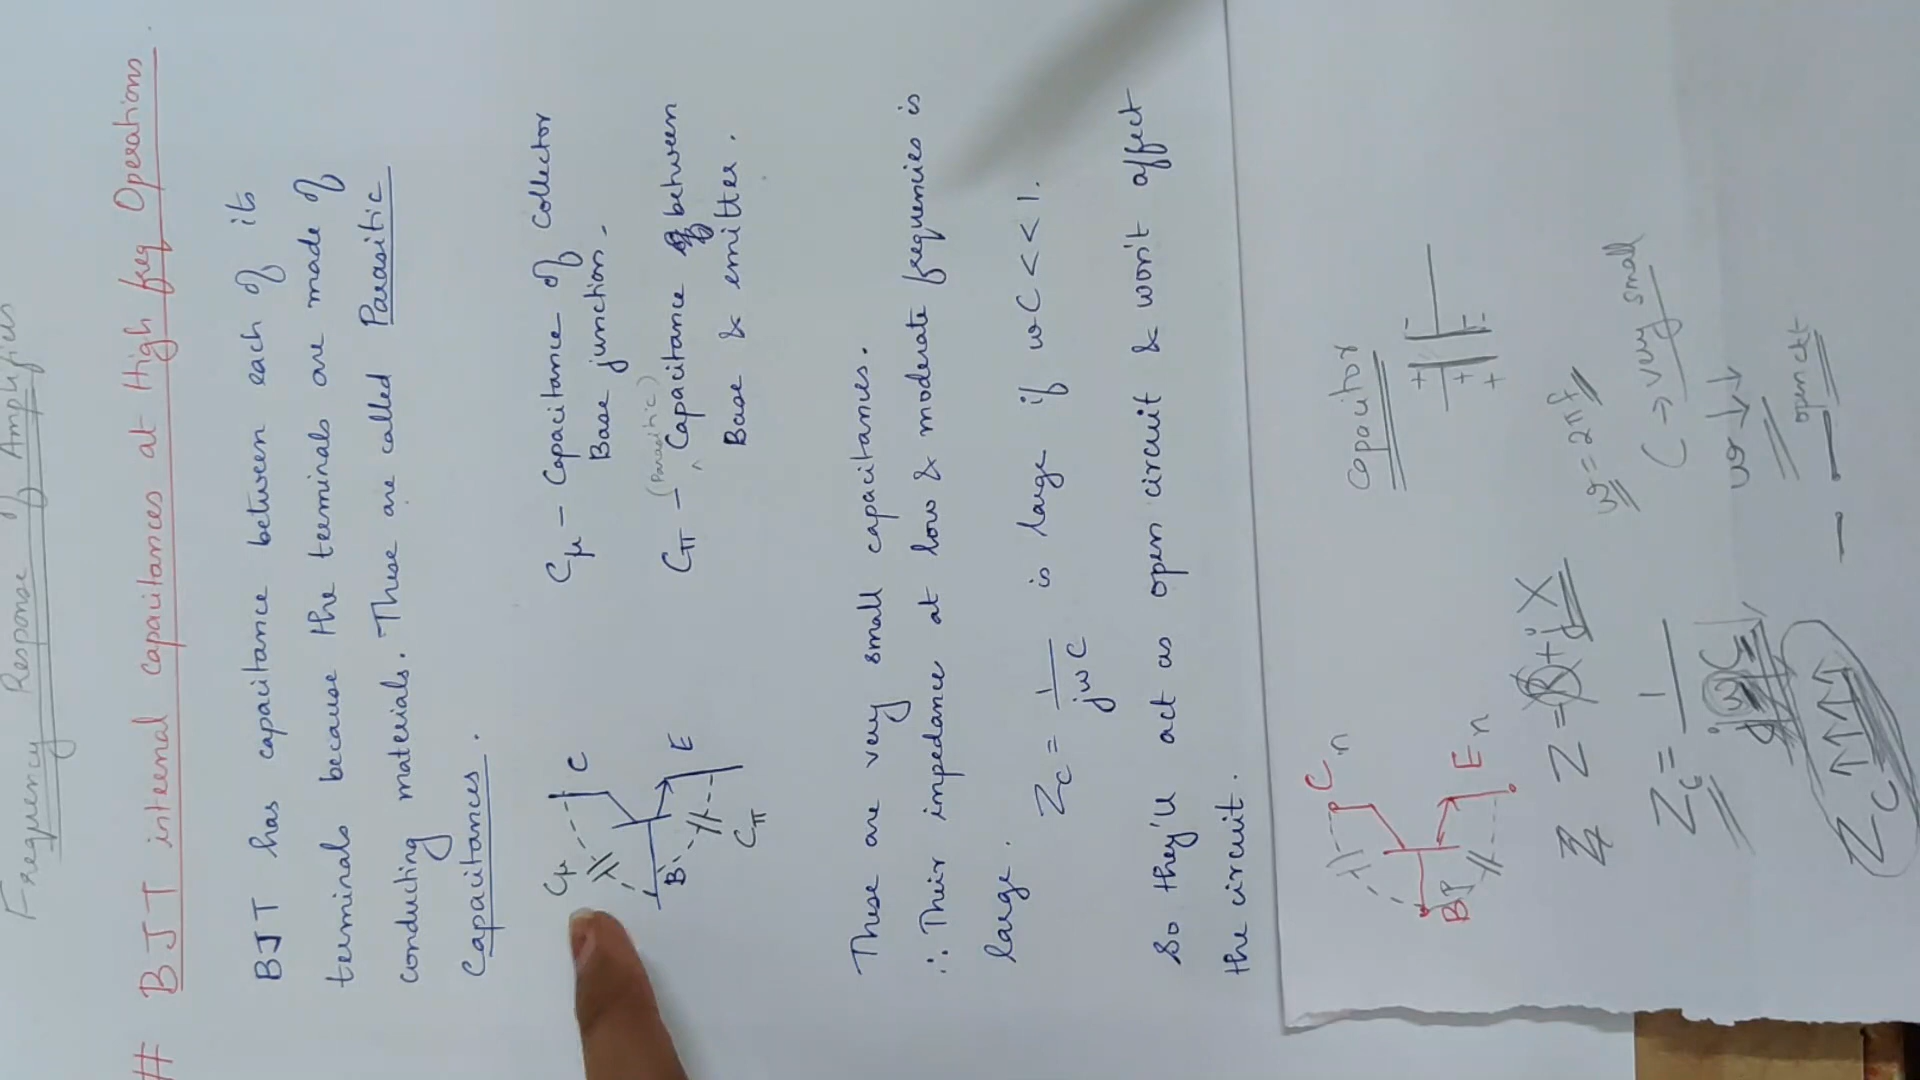 Frequency Response of Amplifiers
# BJT internal capacitances at High freq Operations.
BJT has capacitance between each of its
terminals because the terminals are made of
conducting materials. These are called Parasitic
Capacitances.
Cμ
C
B
E
Cπ
Cμ - Capacitance of collector
Base junction.
(Parasitic)
Cπ - Capacitance between
Base & emitter.
These are very small capacitances.
∴ Their impedance at low & moderate frequencies is
large.
Zc = 1/jωC is large if ωC << 1.
So they'll act as open circuit & won't affect
the circuit.
C n
B P
E n
Capacitor
+ -
+ -
+
Z = R + jX
ω = 2πf
Zc = 1/jωC
C → very small
ω ↓↓
Zc ↑↑↑↑
open ckt